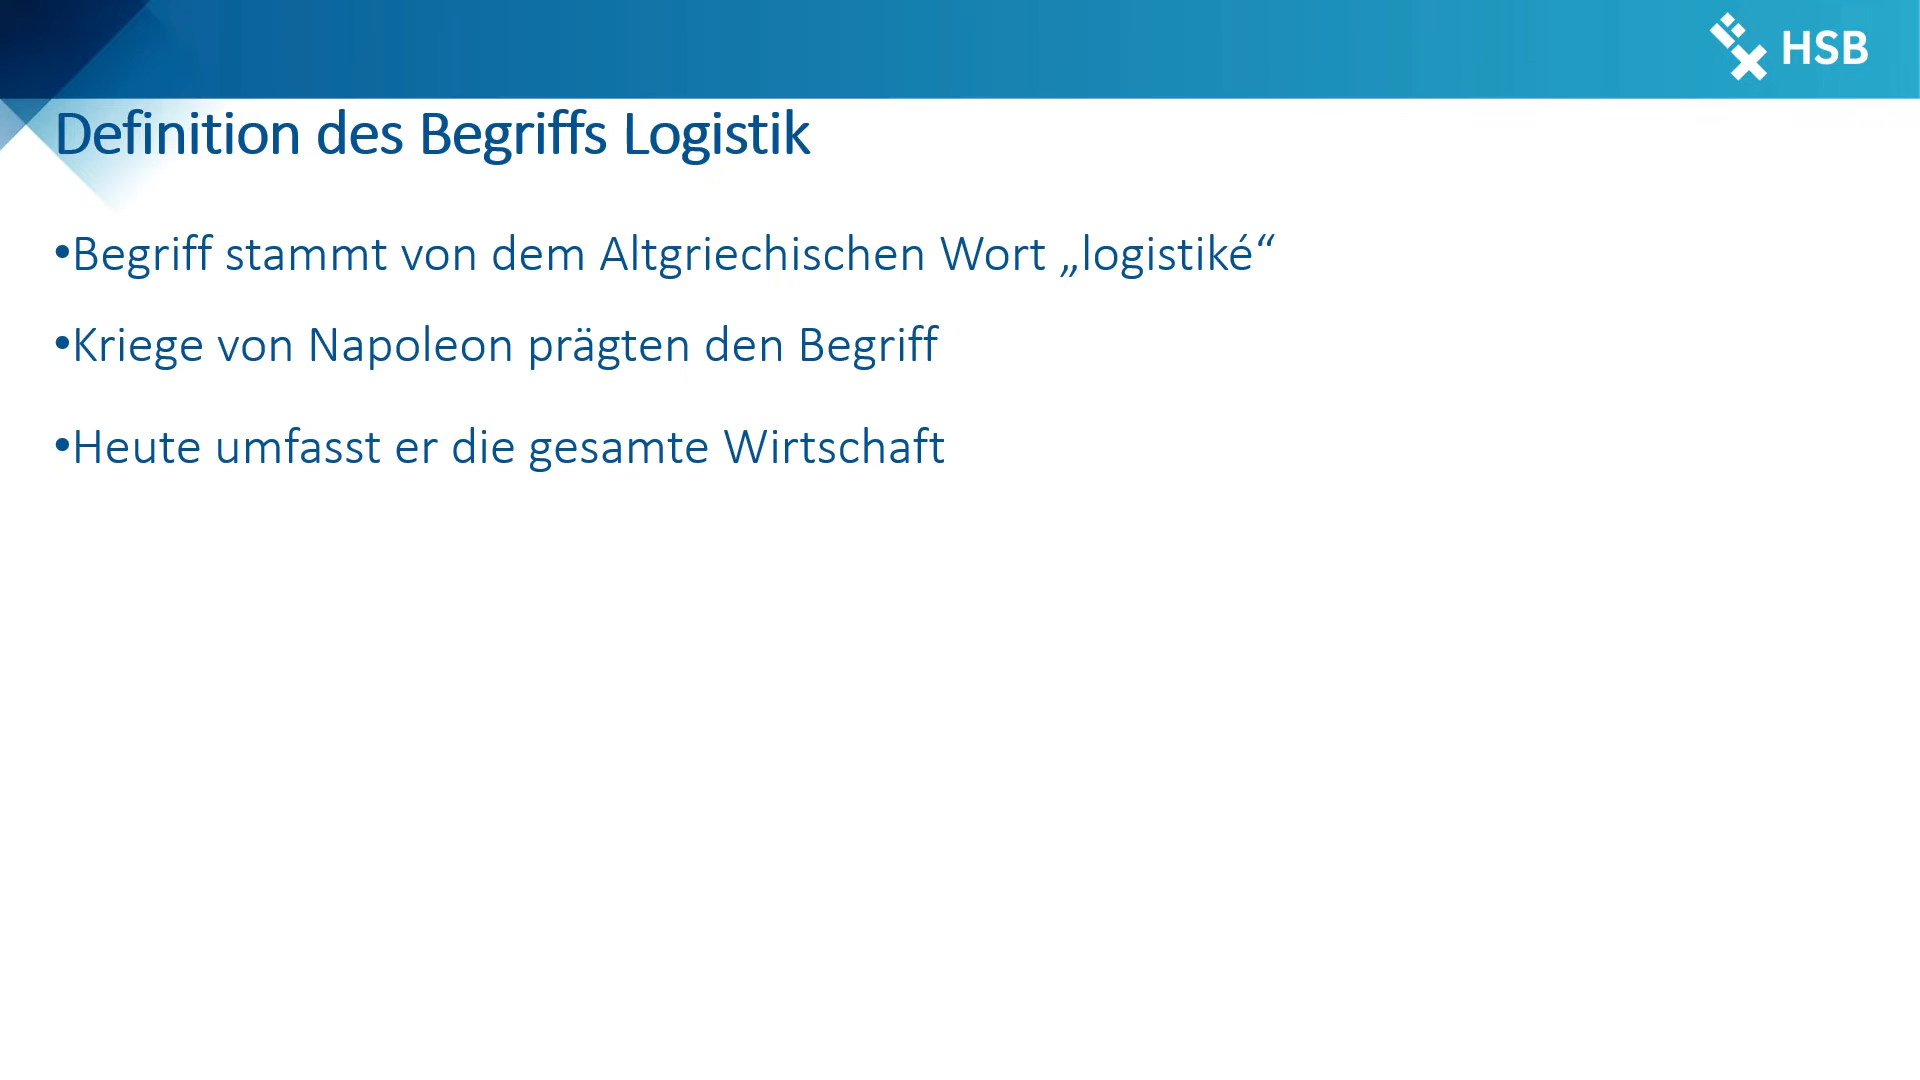 HSB
Definition des Begriffs Logistik
•Begriff stammt von dem Altgriechischen Wort „logistiké“
•Kriege von Napoleon prägten den Begriff
•Heute umfasst er die gesamte Wirtschaft